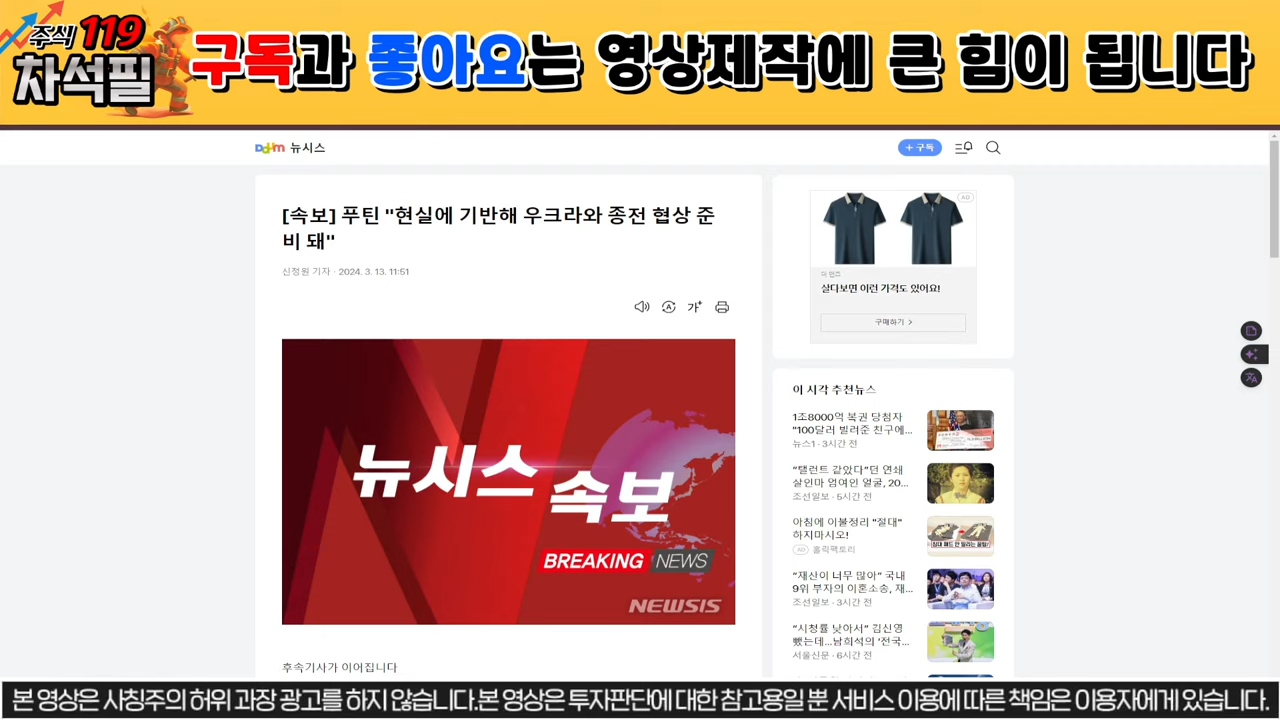 주식 119
차석필
구독과 좋아요는 영상제작에 큰 힘이 됩니다
Daum 뉴시스
+ 구독
[속보] 푸틴 "현실에 기반해 우크라와 종전 협상 준
비 돼"
신정원 기자 · 2024. 3. 13. 11:51
가+
뉴시스
속보
BREAKING NEWS
NEWSIS
후속기사가 이어집니다
AD
살다보면 이런 가격도 있어요!
구매하기 >
이 시각 추천뉴스
1조8000억 복권 당첨자
"100달러 빌려준 친구에...
뉴스1 · 3시간 전
"탤런트 같았다"던 연쇄
살인마 엄여인 얼굴, 20...
조선일보 · 5시간 전
아침에 이불정리 "절대"
하지마시오!
AD 홀릭팩토리
"재산이 너무 많아" 국내
9위 부자의 이혼소송, 재...
조선일보 · 3시간 전
"시청률 낮아서" 김신영
뺐는데...남희석의 '전국...
서울신문 · 6시간 전
본 영상은 사칭주의 허위 과장 광고를 하지 않습니다.본 영상은 투자판단에 대한 참고용일 뿐 서비스 이용에 따른 책임은 이용자에게 있습니다.